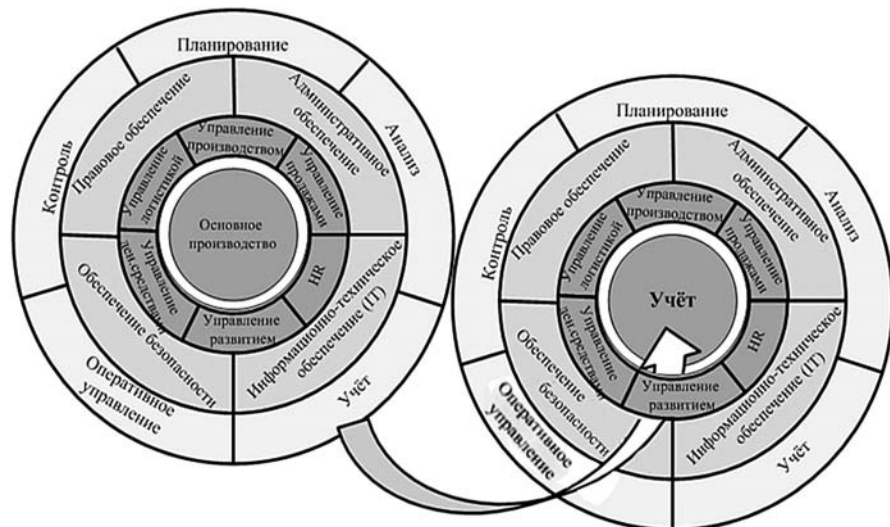 Планирование
Анализ
Учёт
Оперативное
управление
Контроль
Правовое обеспечение
Административное
обеспечение
Информационно-техническое
обеспечение (IT)
Обеспечение безопасности
Управление
производством
Управление
продажами
HR
Управление
развитием
Управление
ден.средствами
Управление
логистикой
Основное
производство
Планирование
Анализ
Учёт
Оперативное
управление
Контроль
Правовое обеспечение
Административное
обеспечение
Информационно-техническое
обеспечение (IT)
Обеспечение
безопасности
Управление
производством
Управление
продажами
HR
Управление
развитием
Управление
ден.средствами
Управление
логистикой
Учёт